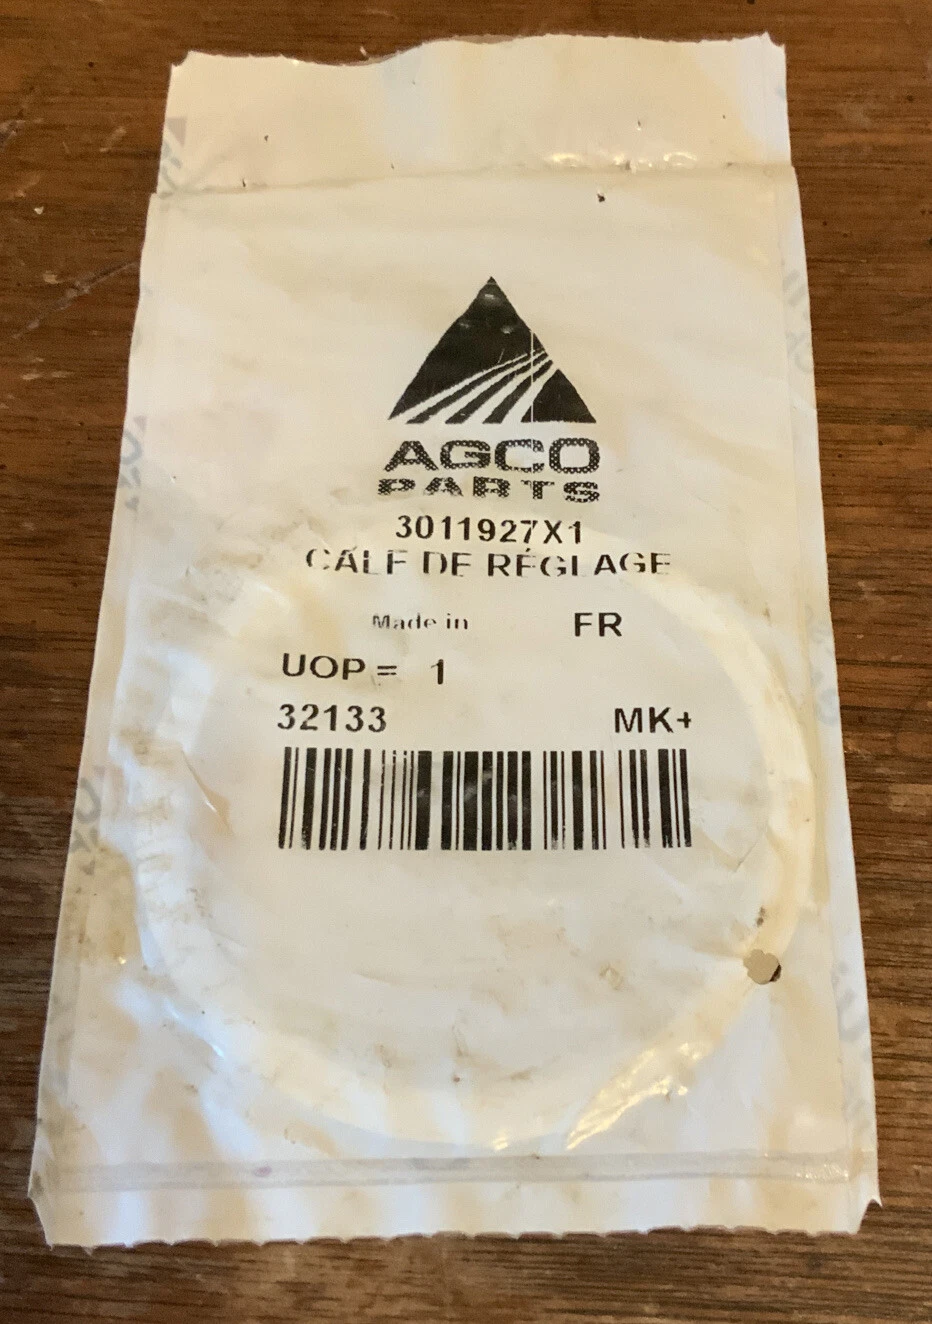 AGCO
PARTS
3011927X1
CALE DE RÉGLAGE
Made in FR
UOP = 1
32133 MK+